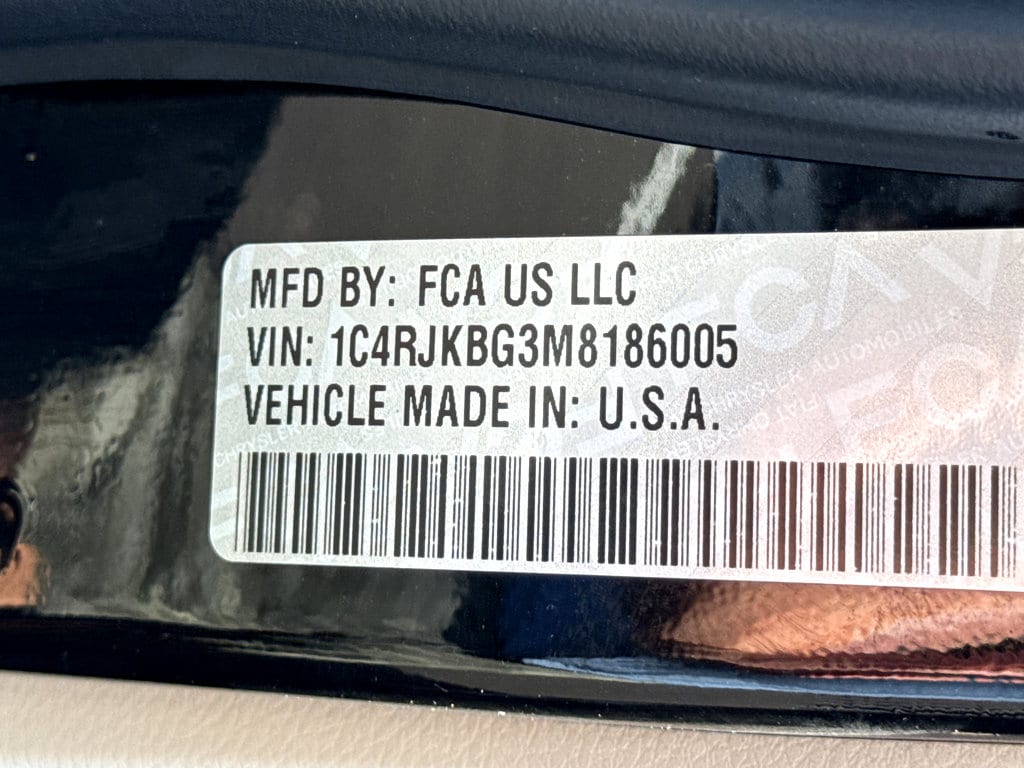 MFD BY: FCA US LLC
VIN: 1C4RJKBG3M8186005
VEHICLE MADE IN: U.S.A.